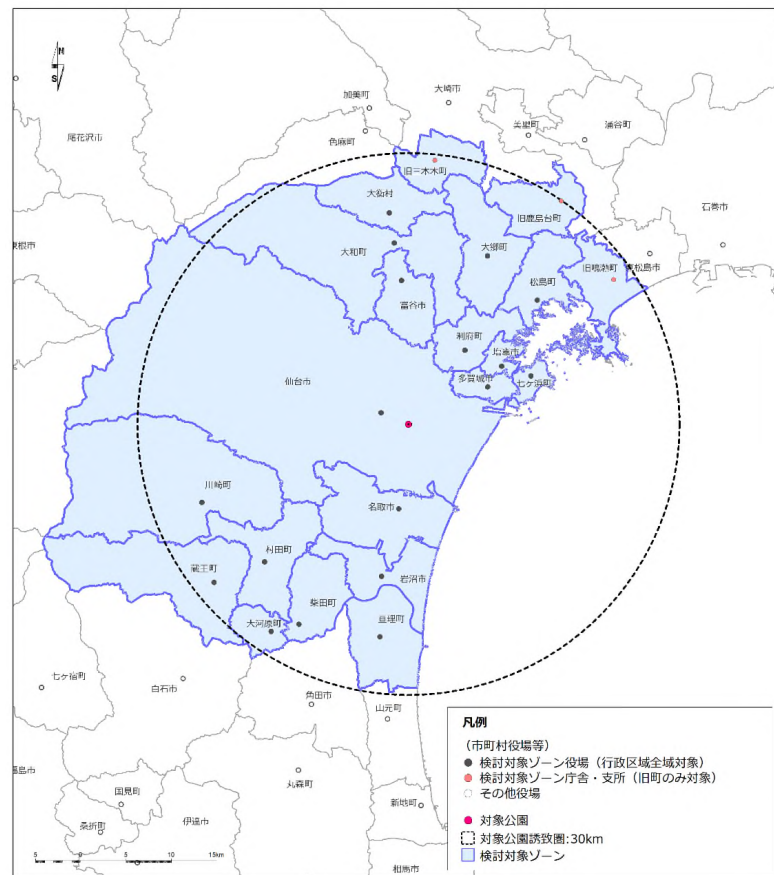 N
S
加美町
大崎市
美里町
涌谷町
色麻町
尾花沢市
旧三本木町
大衡村
旧鹿島台町
石巻市
大和町
大郷町
旧鳴瀬町
東松島市
東根市
松島町
富谷市
利府町
塩竈市
多賀城市
七ヶ浜町
仙台市
川崎町
名取市
村田町
蔵王町
岩沼市
柴田町
大河原町
亘理町
七ヶ宿町
白石市
角田市
山元町
福島市
丸森町
国見町
新地町
桑折町
伊達市
相馬市
凡例
（市町村役場等）
検討対象ゾーン役場（行政区域全域対象）
検討対象ゾーン庁舎・支所（旧町のみ対象）
その他役場
対象公園
対象公園誘致圏:30km
検討対象ゾーン
5 0 5 10 15km